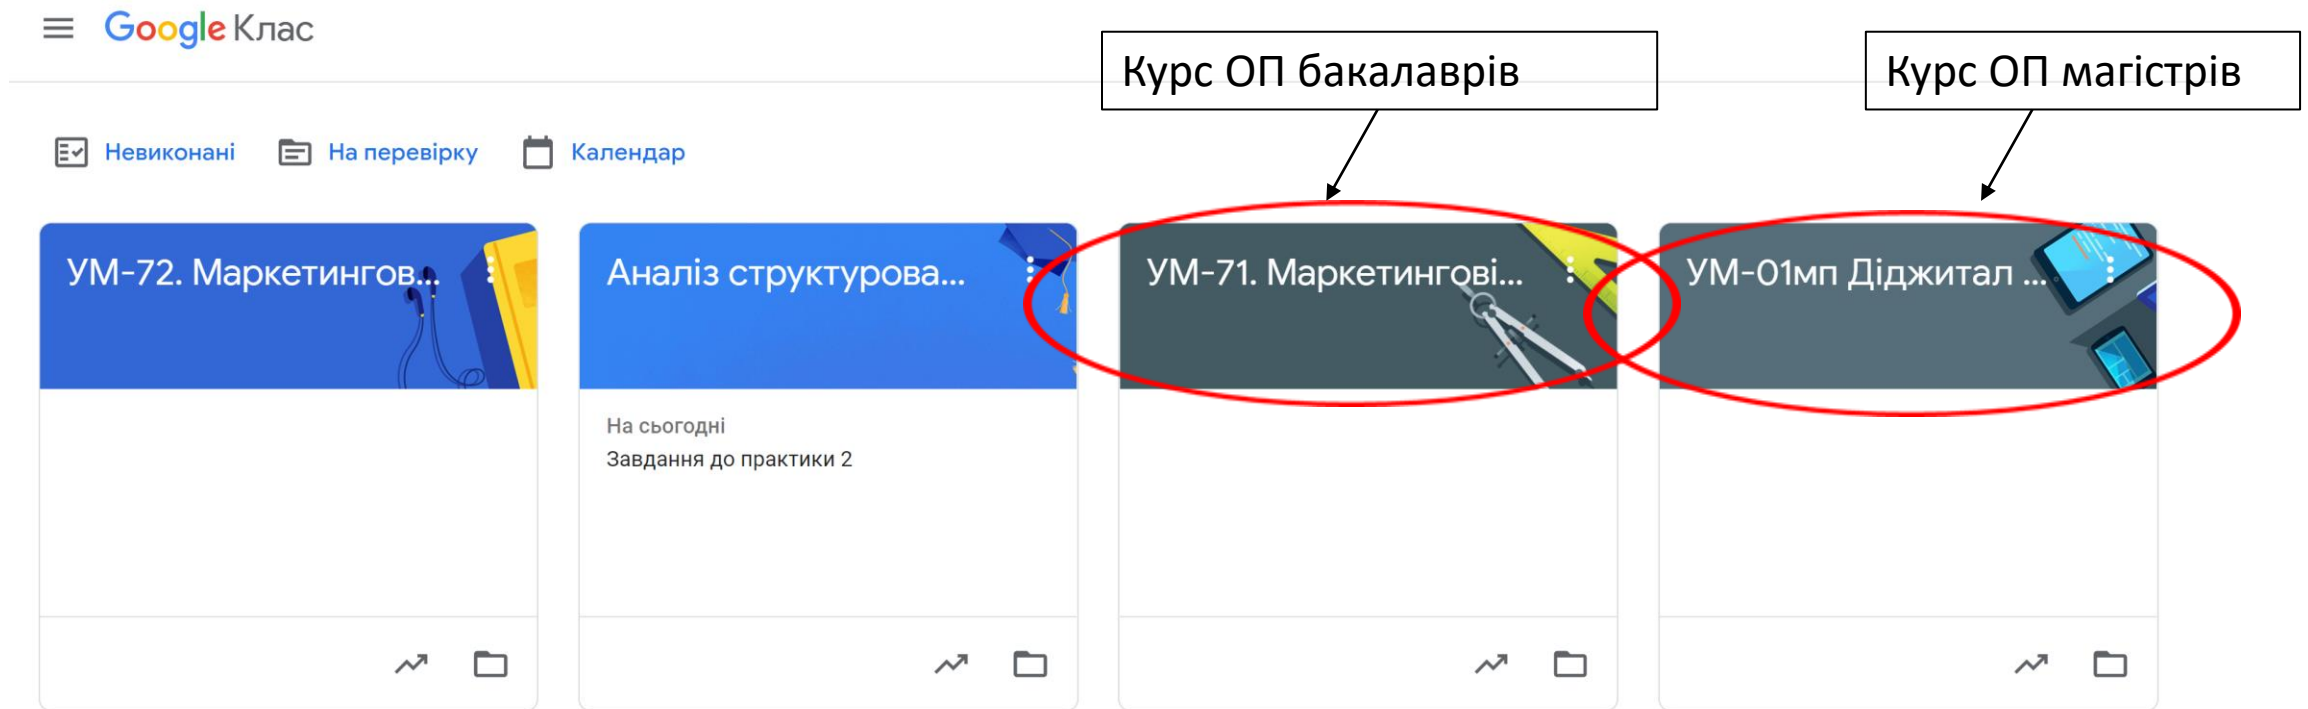 Google Клас
Курс ОП бакалаврів
Курс ОП магістрів
Невиконані
На перевірку
Календар
УМ-72. Маркетингов...
Аналіз структурова...
УМ-71. Маркетингові...
УМ-01мп Діджитал ...
На сьогодні
Завдання до практики 2